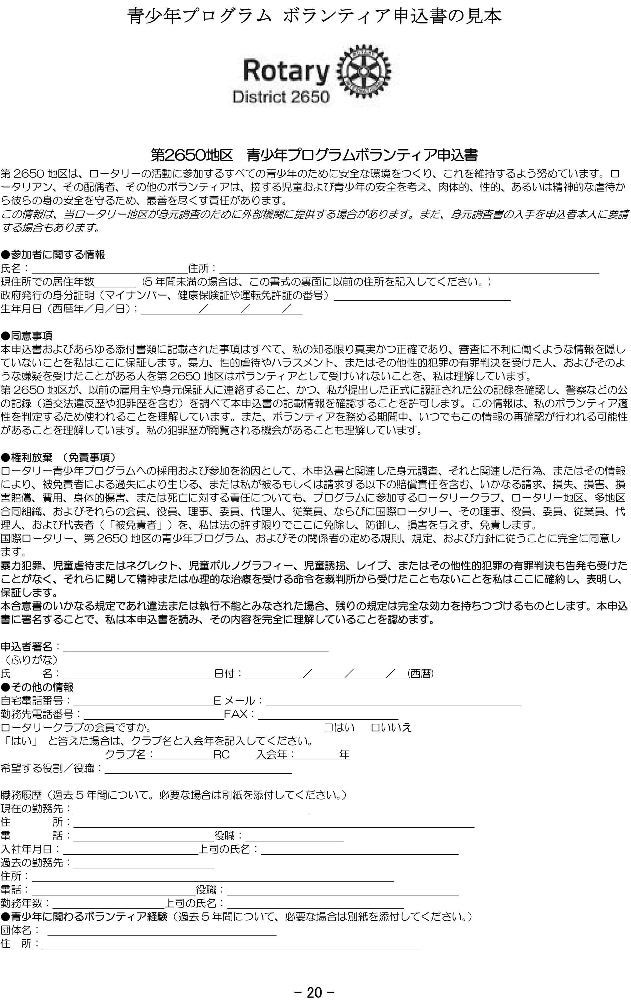 青少年プログラム ボランティア申込書の見本
Rotary
District 2650
第2650地区　青少年プログラムボランティア申込書
第 2650 地区は、ロータリーの活動に参加するすべての青少年のために安全な環境をつくり、これを維持するよう努めています。ロ
ータリアン、その配偶者、その他のボランティアは、接する児童および青少年の安全を考え、肉体的、性的、あるいは精神的な虐待か
ら彼らの身の安全を守るため、最善を尽くす責任があります。
この情報は、当ロータリー地区が身元調査のために外部機関に提供する場合があります。また、身元調査書の入手を申込者本人に要請
する場合もあります。
●参加者に関する情報
氏名：＿＿＿＿＿＿＿＿＿＿住所：＿＿＿＿＿＿＿＿＿＿
現住所での居住年数＿＿＿＿（5 年間未満の場合は、この書式の裏面に以前の住所を記入してください。）
政府発行の身分証明（マイナンバー、健康保険証や運転免許証の番号）＿＿＿＿＿＿＿＿
生年月日（西暦年／月／日）：　　　／　　／　　／
●同意事項
本申込書およびあらゆる添付書類に記載された事項はすべて、私の知る限り真実かつ正確であり、審査に不利に働くような情報を隠し
ていないことを私はここに保証します。暴力、性的虐待やハラスメント、またはその他性的犯罪の有罪判決を受けた人、およびそのよ
うな嫌疑を受けたことがある人を第 2650 地区はボランティアとして受けいれないことを、私は理解しています。
第 2650 地区が、以前の雇用主や身元保証人に連絡すること、かつ、私が提出した正式に認証された公の記録を確認し、警察などの公
の記録（道交法違反歴や犯罪歴を含む）を調べて本申込書の記載情報を確認することを許可します。この情報は、私のボランティア適
性を判定するため使われることを理解しています。また、ボランティアを務める期間中、いつでもこの情報の再確認が行われる可能性
があることを理解しています。私の犯罪歴が閲覧される機会があることも理解しています。
●権利放棄　（免責事項）
ロータリー青少年プログラムへの採用および参加を約因として、本申込書と関連した身元調査、それと関連した行為、またはその情報
により、被免責者による過失により生じる、または私が被るもしくは請求する以下の賠償責任を含む、いかなる請求、損失、損害、損
害賠償、費用、身体的傷害、または死亡に対する責任についても、プログラムに参加するロータリークラブ、ロータリー地区、多地区
合同組織、およびそれらの会員、役員、理事、委員、代理人、従業員、ならびに国際ロータリー、その理事、役員、委員、従業員、代
理人、および代表者（「被免責者」）を、私は法の許す限りでここに免除し、防御し、損害を与えず、免責します。
国際ロータリー、第 2650 地区の青少年プログラム、およびその関係者の定める規則、規定、および方針に従うことに完全に同意し
ます。
暴力犯罪、児童虐待またはネグレクト、児童ポルノグラフィー、児童誘拐、レイプ、またはその他性的犯罪の有罪判決も告発も受けた
ことがなく、それらに関して精神または心理的な治療を受ける命令を裁判所から受けたこともないことを私はここに確約し、表明し、
保証します。
本合意書のいかなる規定であれ違法または執行不能とみなされた場合、残りの規定は完全な効力を持ちつづけるものとします。本申込
書に署名することで、私は本申込書を読み、その内容を完全に理解していることを認めます。
申込者署名：＿＿＿＿＿＿＿＿＿＿
（ふりがな）
氏　　　名：＿＿＿＿＿＿＿＿日付：　　　／　　／　　／　(西暦)
●その他の情報
自宅電話番号：＿＿＿＿＿＿＿＿E メール：＿＿＿＿＿＿＿＿
勤務先電話番号：＿＿＿＿＿＿＿＿FAX：＿＿＿＿＿＿＿＿
ロータリークラブの会員ですか。　　　□はい　□いいえ
「はい」 と答えた場合は、クラブ名と入会年を記入してください。
クラブ名：　　　　　RC　　入会年：　　　　年
希望する役割／役職：＿＿＿＿＿＿＿＿
職務履歴（過去 5 年間について。必要な場合は別紙を添付してください。）
現在の勤務先：＿＿＿＿＿＿＿＿
住　　　　所：＿＿＿＿＿＿＿＿
電　　　　話：＿＿＿＿＿＿＿＿役職：＿＿＿＿＿＿
入社年月日：＿＿＿＿＿＿＿＿上司の氏名：＿＿＿＿＿＿＿＿
過去の勤務先：＿＿＿＿＿＿＿＿
住所：＿＿＿＿＿＿＿＿
電話：＿＿＿＿＿＿＿＿役職：＿＿＿＿＿＿＿＿
勤務年数：＿＿＿＿＿＿＿＿上司の氏名：＿＿＿＿＿＿＿＿
●青少年に関わるボランティア経験（過去 5 年間について、必要な場合は別紙を添付してください。）
団体名：　＿＿＿＿＿＿＿＿
住　所：＿＿＿＿＿＿＿＿
− 20 −